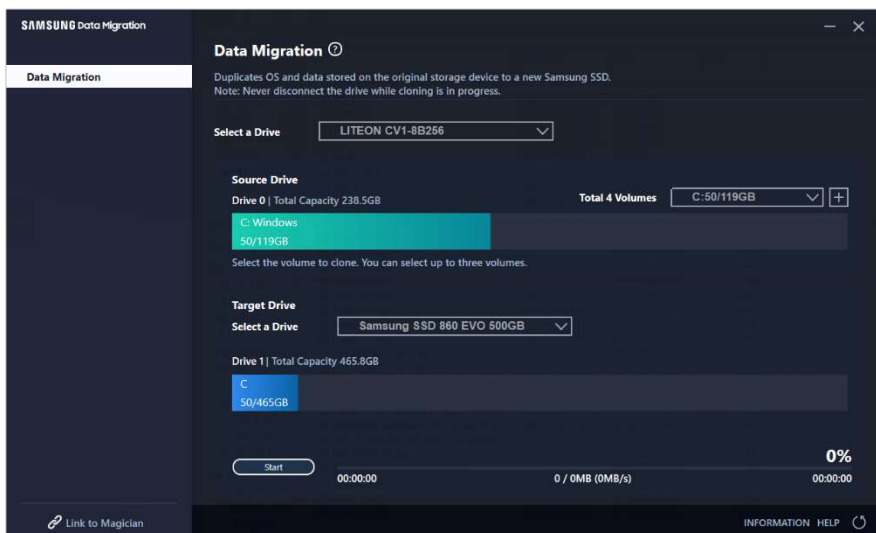 SAMSUNG Data Migration
Data Migration
Data Migration ?
Duplicates OS and data stored on the original storage device to a new Samsung SSD.
Note: Never disconnect the drive while cloning is in progress.
Select a Drive LITEON CV1-8B256
Source Drive
Drive 0 | Total Capacity 238.5GB Total 4 Volumes C:50/119GB +
C: Windows
50/119GB
Select the volume to clone. You can select up to three volumes.
Target Drive
Select a Drive Samsung SSD 860 EVO 500GB
Drive 1 | Total Capacity 465.8GB
C
50/465GB
0%
Start
00:00:00 0 / 0MB (0MB/s) 00:00:00
Link to Magician INFORMATION HELP